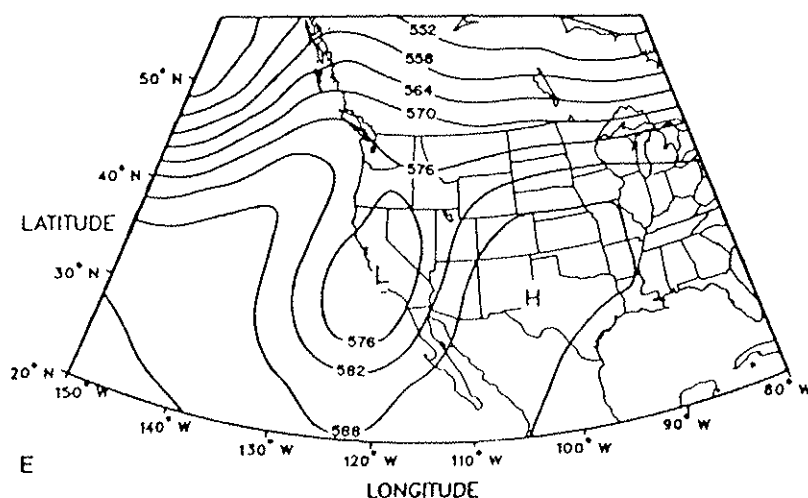 552
558
50° N
564
570
576
40° N
LATITUDE
30° N
L
H
576
582
20° N
150° W
80° W
588
140° W
90° W
130° W
100° W
120° W
110° W
E
LONGITUDE